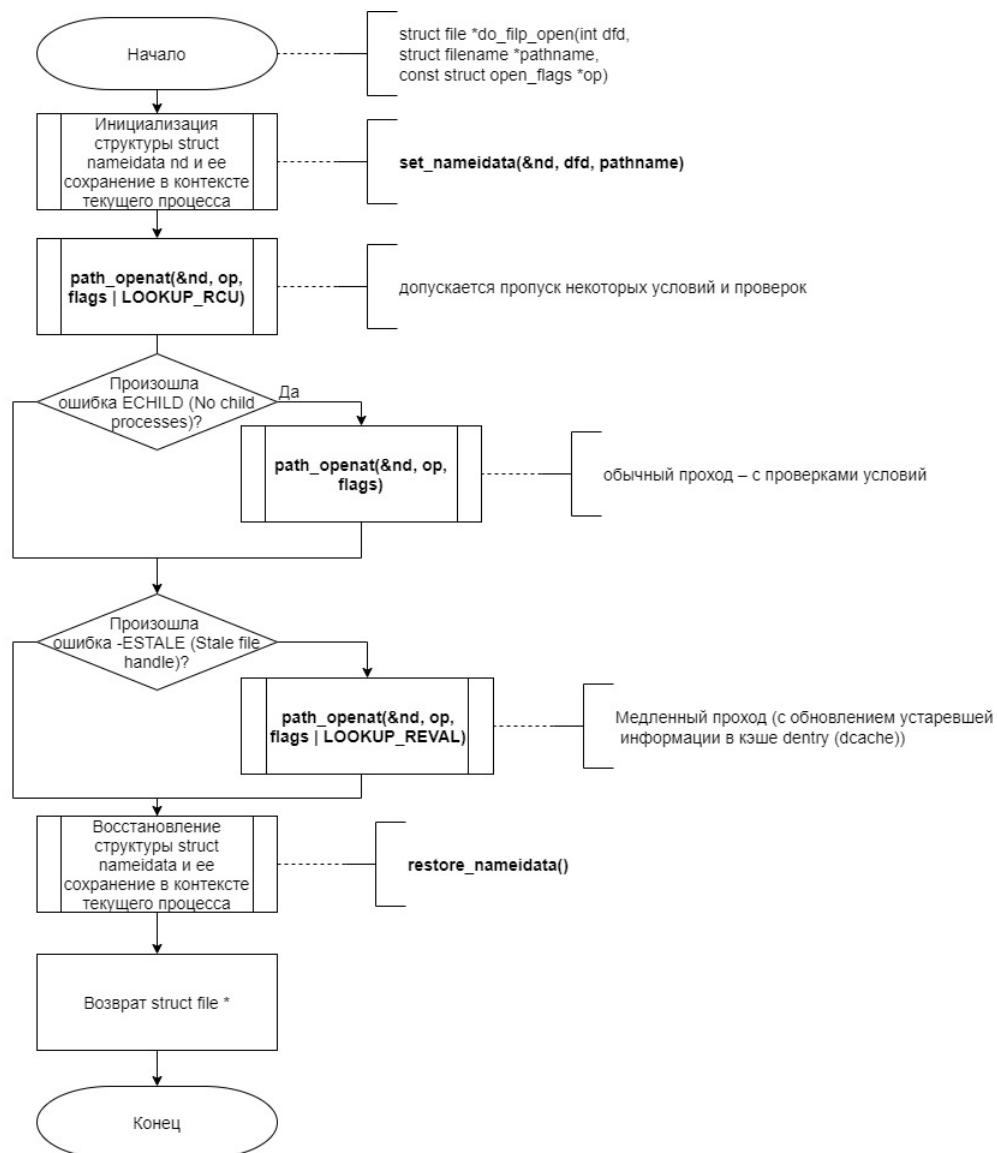 Начало
struct file *do_filp_open(int dfd,
struct filename *pathname,
const struct open_flags *op)
Инициализация
структуры struct
nameidata nd и ее
сохранение в контексте
текущего процесса
set_nameidata(&nd, dfd, pathname)
path_openat(&nd, op,
flags | LOOKUP_RCU)
допускается пропуск некоторых условий и проверок
Произошла
ошибка ECHILD (No child
processes)?
Да
path_openat(&nd, op,
flags)
обычный проход – с проверками условий
Произошла
ошибка -ESTALE (Stale file
handle)?
path_openat(&nd, op,
flags | LOOKUP_REVAL)
Медленный проход (с обновлением устаревшей
информации в кэше dentry (dcache))
Восстановление
структуры struct
nameidata и ее
сохранение в контексте
текущего процесса
restore_nameidata()
Возврат struct file *
Конец